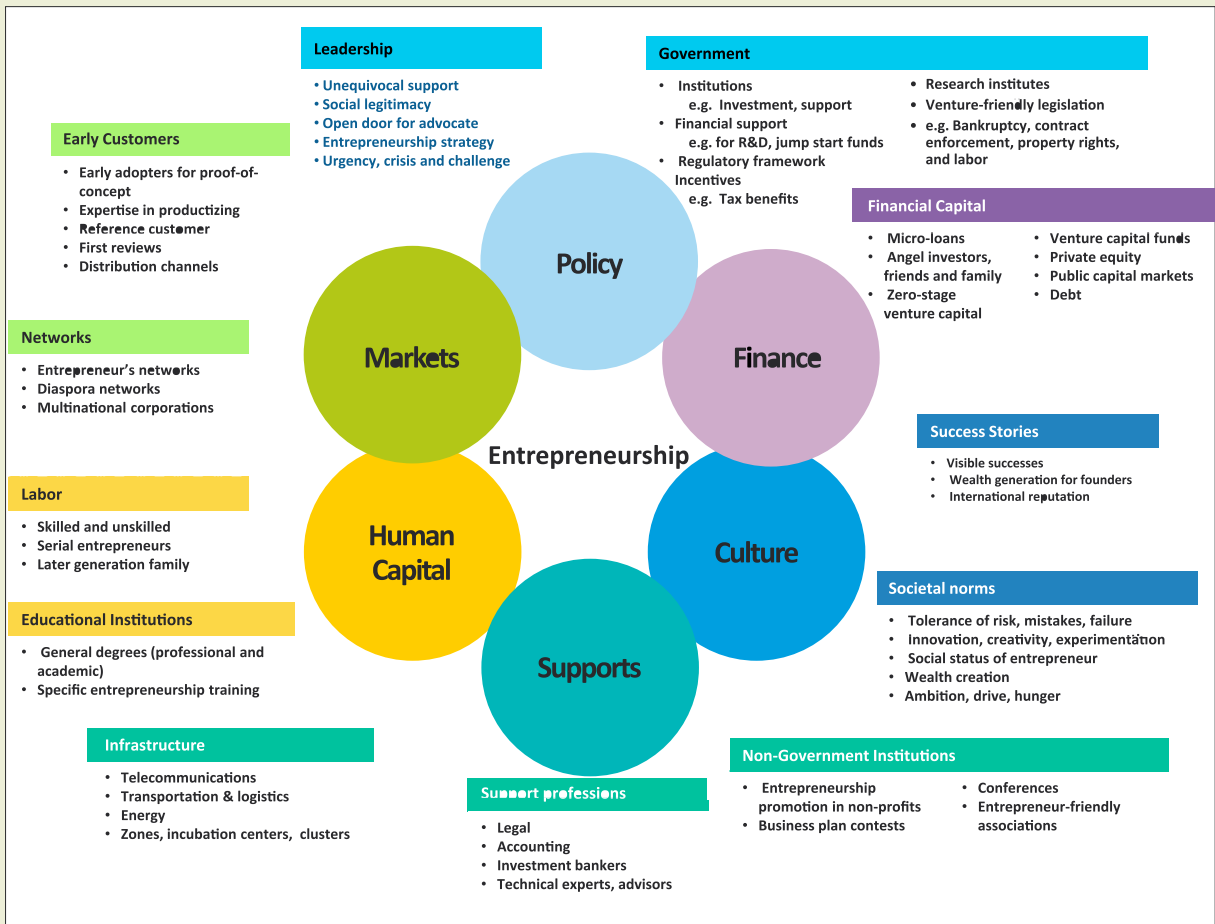 Leadership
• Unequivocal support
• Social legitimacy
• Open door for advocate
• Entrepreneurship strategy
• Urgency, crisis and challenge
Government
• Institutions
e.g. Investment, support
• Financial support
e.g. for R&D, jump start funds
• Regulatory framework
Incentives
e.g. Tax benefits
• Research institutes
• Venture-friendly legislation
• e.g. Bankruptcy, contract
enforcement, property rights,
and labor
Early Customers
• Early adopters for proof-of-
concept
• Expertise in productizing
• Reference customer
• First reviews
• Distribution channels
Financial Capital
• Micro-loans
• Angel investors,
friends and family
• Zero-stage
venture capital
• Venture capital funds
• Private equity
• Public capital markets
• Debt
Networks
• Entrepreneur's networks
• Diaspora networks
• Multinational corporations
Policy
Markets
Finance
Entrepreneurship
Human
Capital
Culture
Supports
Success Stories
• Visible successes
• Wealth generation for founders
• International reputation
Labor
• Skilled and unskilled
• Serial entrepreneurs
• Later generation family
Societal norms
• Tolerance of risk, mistakes, failure
• Innovation, creativity, experimentation
• Social status of entrepreneur
• Wealth creation
• Ambition, drive, hunger
Educational Institutions
• General degrees (professional and
academic)
• Specific entrepreneurship training
Infrastructure
• Telecommunications
• Transportation & logistics
• Energy
• Zones, incubation centers, clusters
Support professions
• Legal
• Accounting
• Investment bankers
• Technical experts, advisors
Non-Government Institutions
• Entrepreneurship
promotion in non-profits
• Business plan contests
• Conferences
• Entrepreneur-friendly
associations